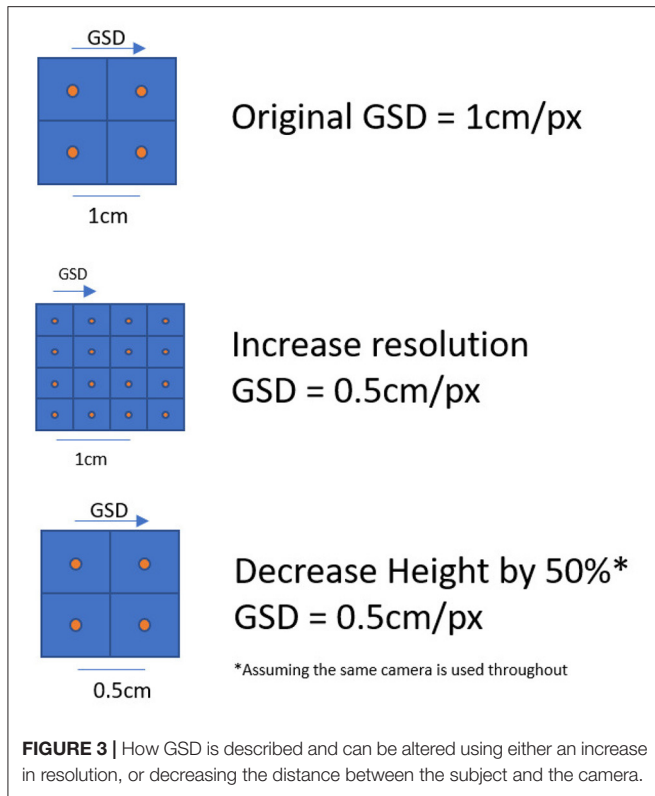 GSD
Original GSD = 1cm/px
1cm
GSD
Increase resolution
GSD = 0.5cm/px
1cm
GSD
Decrease Height by 50%*
GSD = 0.5cm/px
*Assuming the same camera is used throughout
0.5cm
FIGURE 3 | How GSD is described and can be altered using either an increase
in resolution, or decreasing the distance between the subject and the camera.